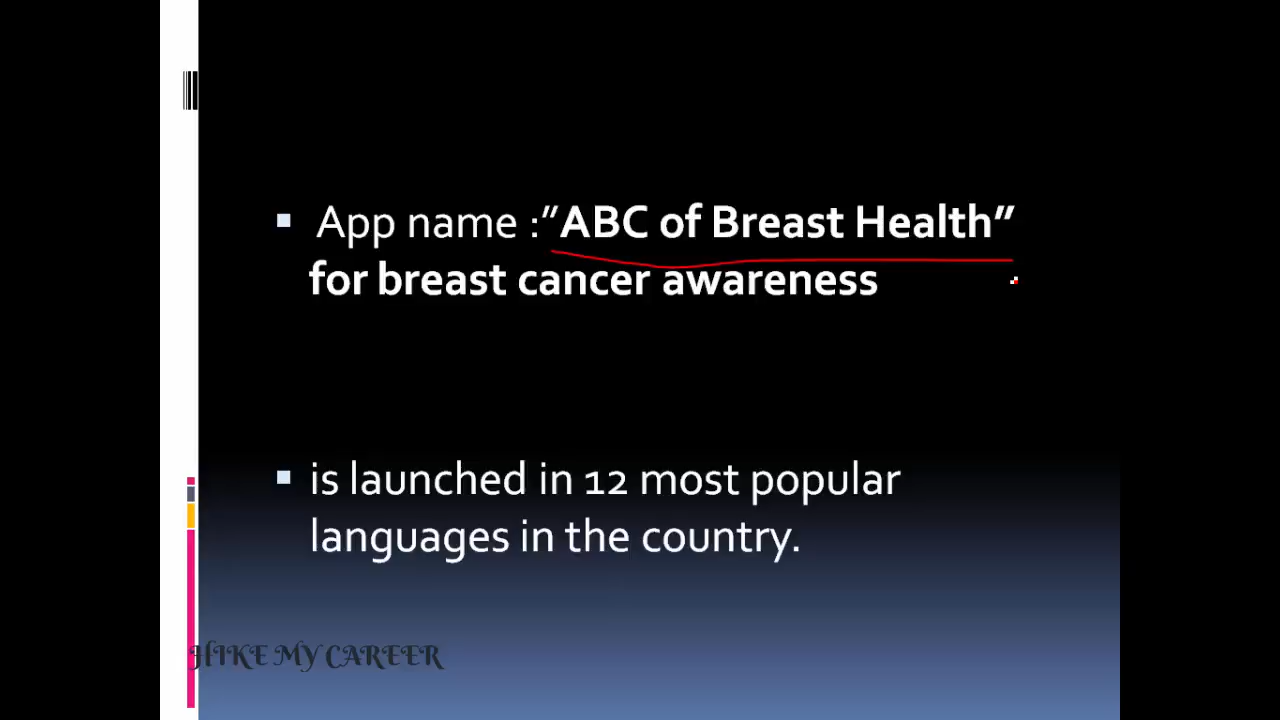 App name :”ABC of Breast Health”
for breast cancer awareness
is launched in 12 most popular
languages in the country.
HIKE MY CAREER